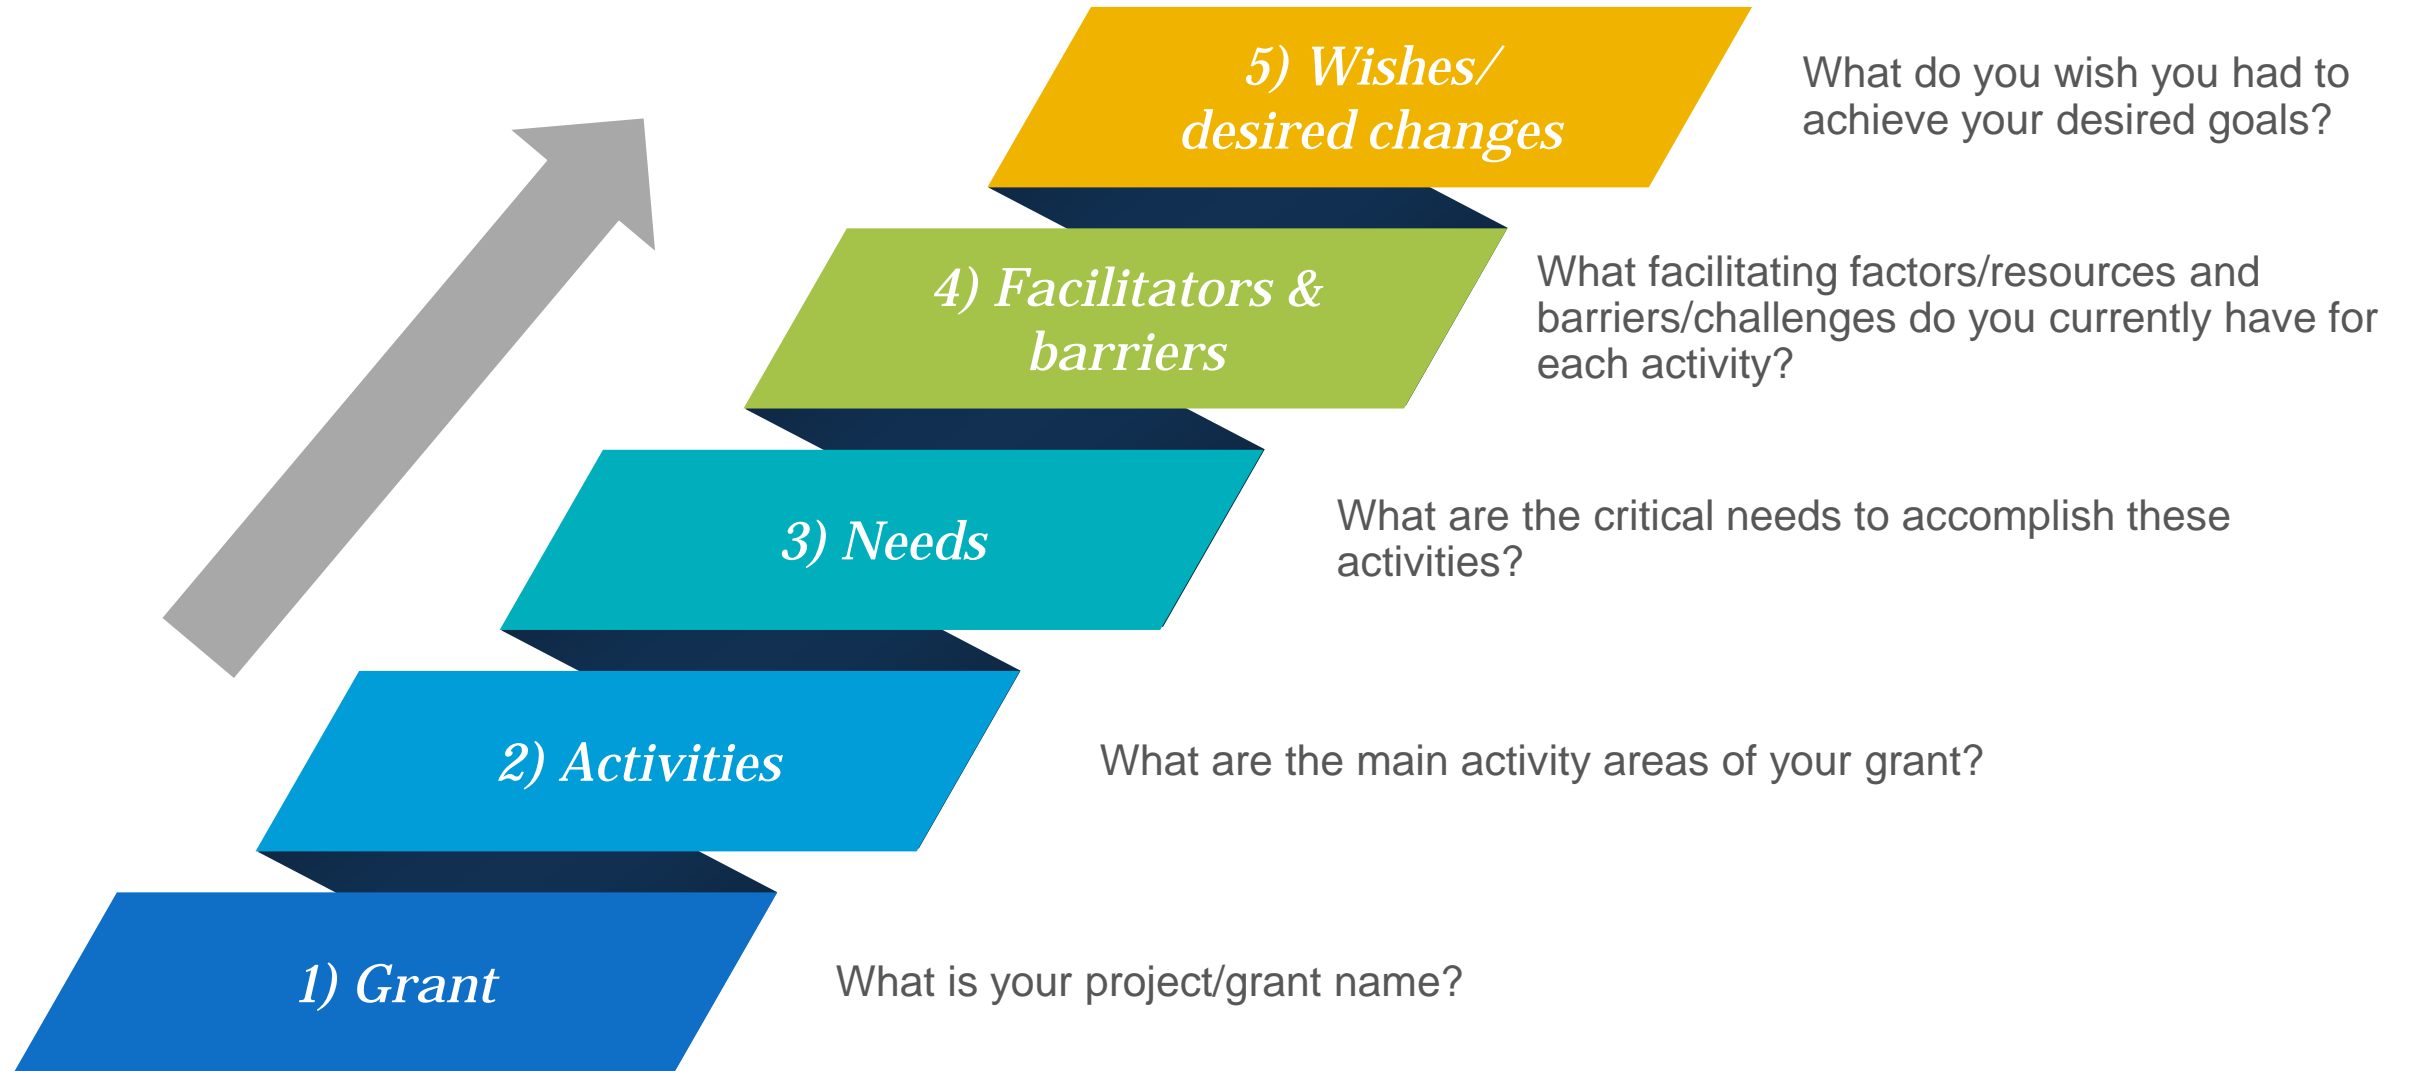 5) Wishes/
desired changes
What do you wish you had to
achieve your desired goals?
4) Facilitators &
barriers
What facilitating factors/resources and
barriers/challenges do you currently have for
each activity?
3) Needs
What are the critical needs to accomplish these
activities?
2) Activities
What are the main activity areas of your grant?
1) Grant
What is your project/grant name?